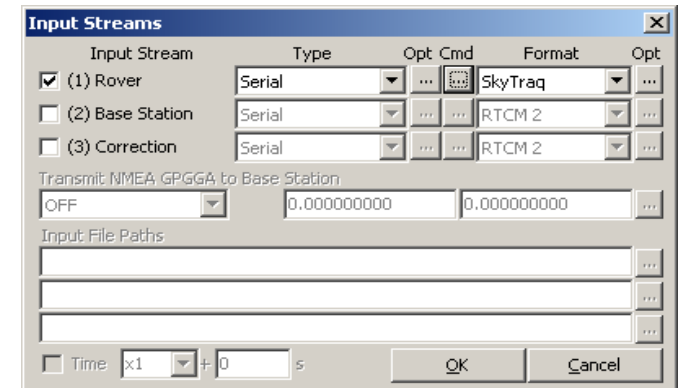 Input Streams
Input Stream Type Opt Cmd Format Opt
(1) Rover Serial ... ... SkyTraq ...
(2) Base Station Serial ... ... RTCM 2 ...
(3) Correction Serial ... ... RTCM 2 ...
Transmit NMEA GPGGA to Base Station
OFF 0.000000000 0.000000000 ...
Input File Paths
...
...
...
Time x1 + 0 s OK Cancel